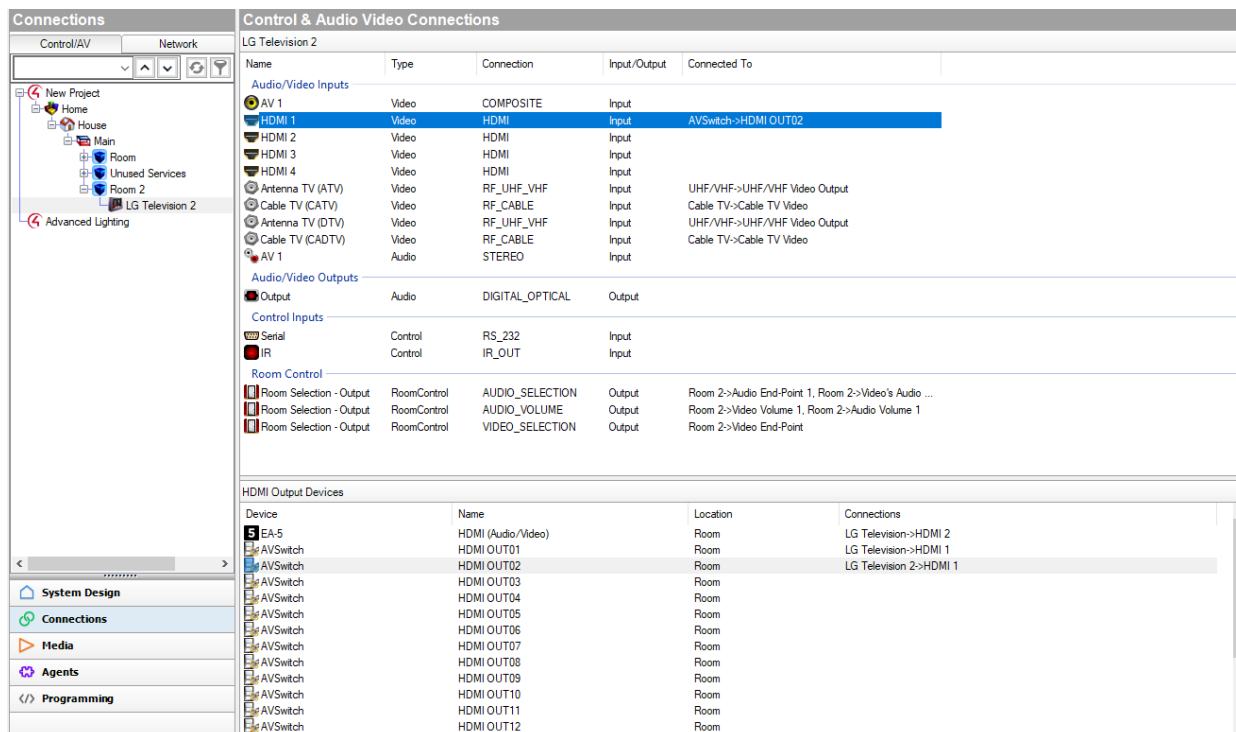 Connections
Control/AV Network
New Project
Home
House
Main
Room
Unused Services
Room 2
LG Television 2
Advanced Lighting
System Design
Connections
Media
Agents
Programming
Control & Audio Video Connections
LG Television 2
Name Type Connection Input/Output Connected To
Audio/Video Inputs
AV 1 Video COMPOSITE Input
HDMI 1 Video HDMI Input AVSwitch->HDMI OUT02
HDMI 2 Video HDMI Input
HDMI 3 Video HDMI Input
HDMI 4 Video HDMI Input
Antenna TV (ATV) Video RF_UHF_VHF Input UHF/VHF->UHF/VHF Video Output
Cable TV (CATV) Video RF_CABLE Input Cable TV->Cable TV Video
Antenna TV (DTV) Video RF_UHF_VHF Input UHF/VHF->UHF/VHF Video Output
Cable TV (CADTV) Video RF_CABLE Input Cable TV->Cable TV Video
AV 1 Audio STEREO Input
Audio/Video Outputs
Output Audio DIGITAL_OPTICAL Output
Control Inputs
Serial Control RS_232 Input
IR Control IR_OUT Input
Room Control
Room Selection - Output RoomControl AUDIO_SELECTION Output Room 2->Audio End-Point 1, Room 2->Video's Audio ...
Room Selection - Output RoomControl AUDIO_VOLUME Output Room 2->Video Volume 1, Room 2->Audio Volume 1
Room Selection - Output RoomControl VIDEO_SELECTION Output Room 2->Video End-Point
HDMI Output Devices
Device Name Location Connections
5 EA-5 HDMI (Audio/Video) Room LG Television->HDMI 2
AVSwitch HDMI OUT01 Room LG Television->HDMI 1
AVSwitch HDMI OUT02 Room LG Television 2->HDMI 1
AVSwitch HDMI OUT03 Room
AVSwitch HDMI OUT04 Room
AVSwitch HDMI OUT05 Room
AVSwitch HDMI OUT06 Room
AVSwitch HDMI OUT07 Room
AVSwitch HDMI OUT08 Room
AVSwitch HDMI OUT09 Room
AVSwitch HDMI OUT10 Room
AVSwitch HDMI OUT11 Room
AVSwitch HDMI OUT12 Room